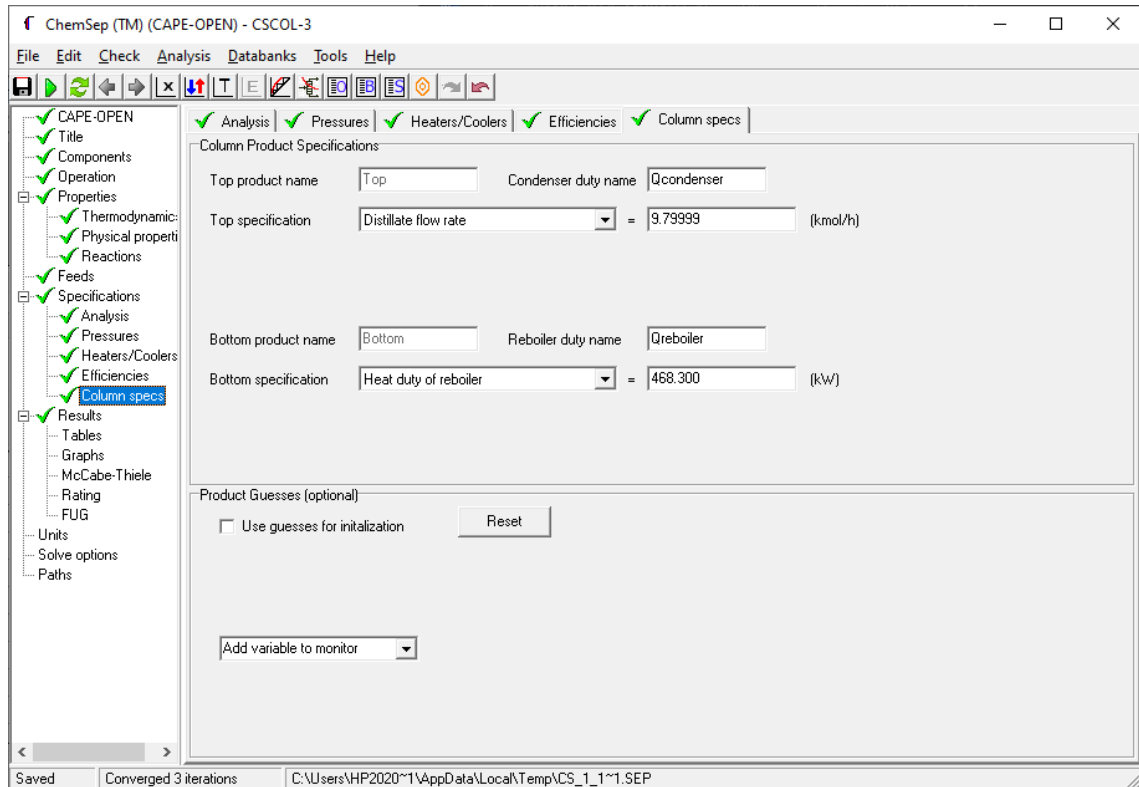 ChemSep (TM) (CAPE-OPEN) - CSCOL-3
File Edit Check Analysis Databanks Tools Help
CAPE-OPEN
Title
Components
Operation
Properties
Thermodynamic:
Physical properti
Reactions
Feeds
Specifications
Analysis
Pressures
Heaters/Coolers
Efficiencies
Column specs
Results
Tables
Graphs
McCabe-Thiele
Rating
FUG
Units
Solve options
Paths
Analysis Pressures Heaters/Coolers Efficiencies Column specs
Column Product Specifications
Top product name Top Condenser duty name Qcondenser
Top specification Distillate flow rate = 9.79999 (kmol/h)
Bottom product name Bottom Reboiler duty name Qreboiler
Bottom specification Heat duty of reboiler = 468.300 (kW)
Product Guesses (optional)
Use guesses for initalization Reset
Add variable to monitor
Saved Converged 3 iterations C:\Users\HP2020~1\AppData\Local\Temp\CS_1_1~1.SEP